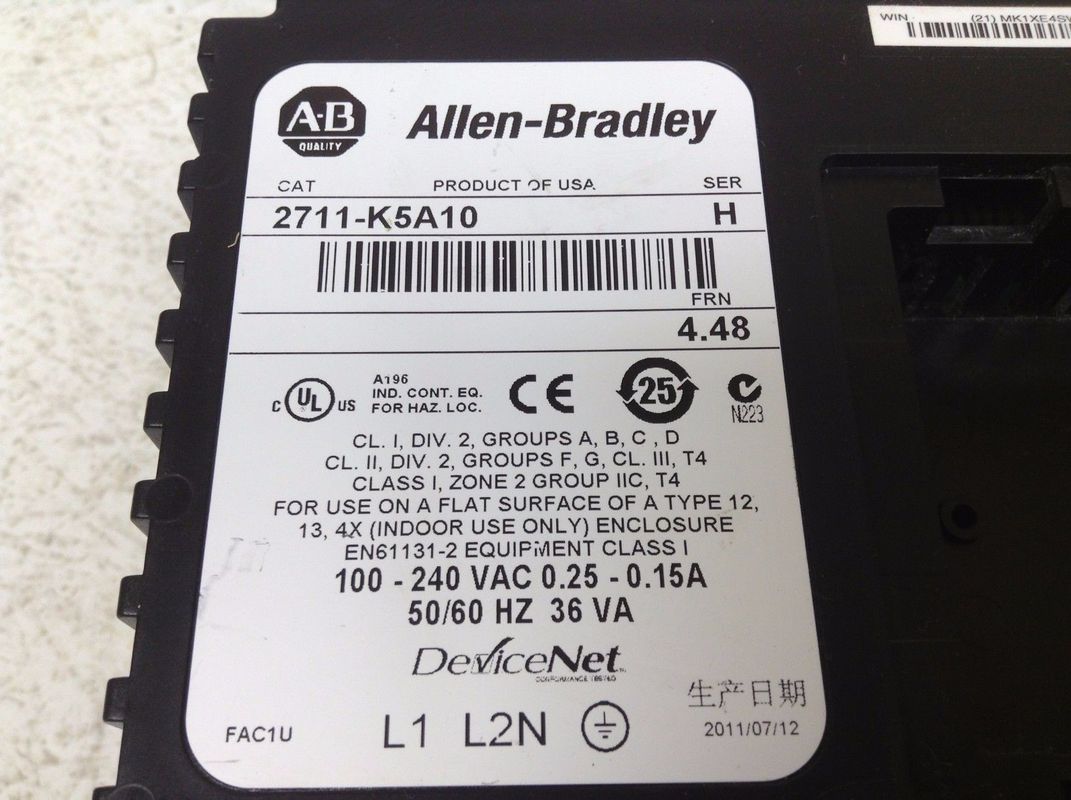 WIN (21) MK1XE4SW
A-B
QUALITY
Allen-Bradley
CAT PRODUCT OF USA SER
2711-K5A10 H
FRN
4.48
C UL US
A196
IND. CONT. EQ.
FOR HAZ. LOC.
CE
25
N223
CL. I, DIV. 2, GROUPS A, B, C , D
CL. II, DIV. 2, GROUPS F, G, CL. III, T4
CLASS I, ZONE 2 GROUP IIC, T4
FOR USE ON A FLAT SURFACE OF A TYPE 12,
13, 4X (INDOOR USE ONLY) ENCLOSURE
EN61131-2 EQUIPMENT CLASS I
100 - 240 VAC 0.25 - 0.15A
50/60 HZ 36 VA
DeviceNet
CONFORMANCE TESTED
生产日期
2011/07/12
FAC1U L1 L2N